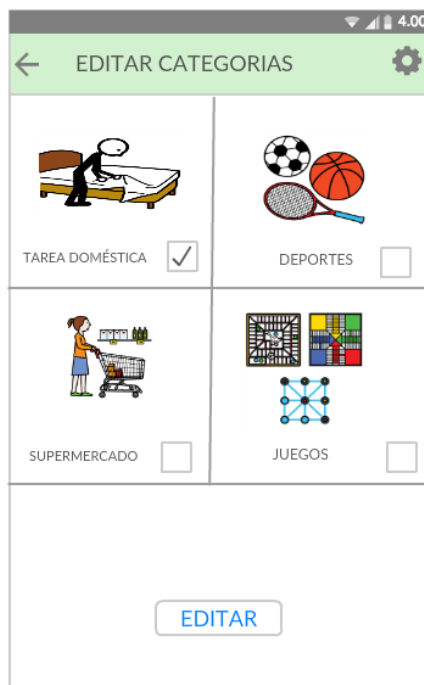 4.00
EDITAR CATEGORIAS
TAREA DOMÉSTICA
DEPORTES
SUPERMERCADO
JUEGOS
EDITAR